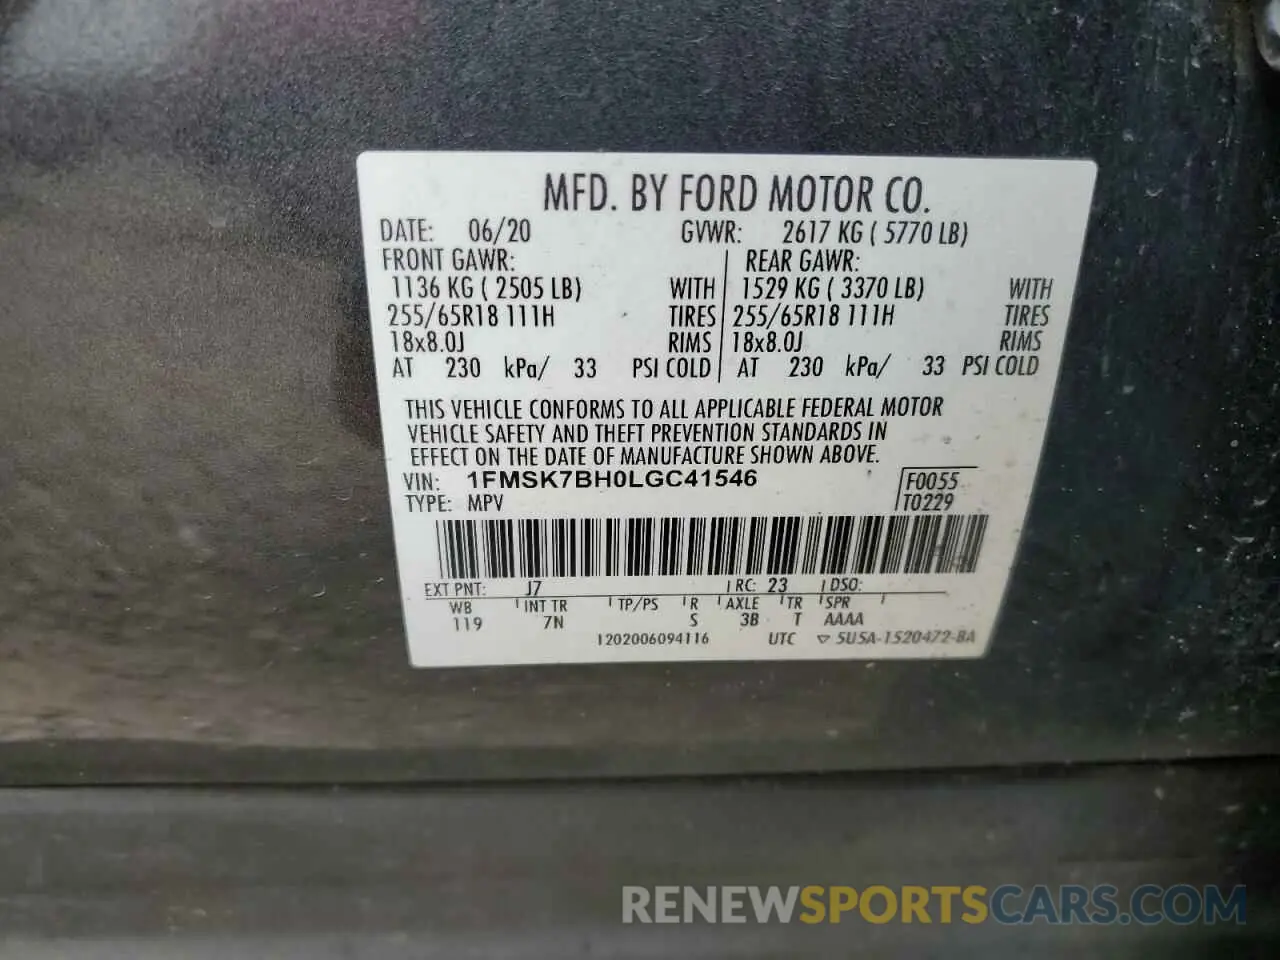 MFD. BY FORD MOTOR CO.
DATE: 06/20 GVWR: 2617 KG ( 5770 LB)
FRONT GAWR: REAR GAWR:
1136 KG ( 2505 LB) WITH 1529 KG ( 3370 LB) WITH
255/65R18 111H TIRES 255/65R18 111H TIRES
18x8.0J RIMS 18x8.0J RIMS
AT 230 kPa/ 33 PSI COLD AT 230 kPa/ 33 PSI COLD
THIS VEHICLE CONFORMS TO ALL APPLICABLE FEDERAL MOTOR
VEHICLE SAFETY AND THEFT PREVENTION STANDARDS IN
EFFECT ON THE DATE OF MANUFACTURE SHOWN ABOVE.
VIN: 1FMSK7BH0LGC41546 F0055
TYPE: MPV T0229
EXT PNT: J7 RC: 23 DSO:
WB INT TR TP/PS R AXLE TR SPR
119 7N S 3B T AAAA
1202006094116 UTC ▽ 5U5A-1520472-BA
RENEWSPORTSCARS.COM